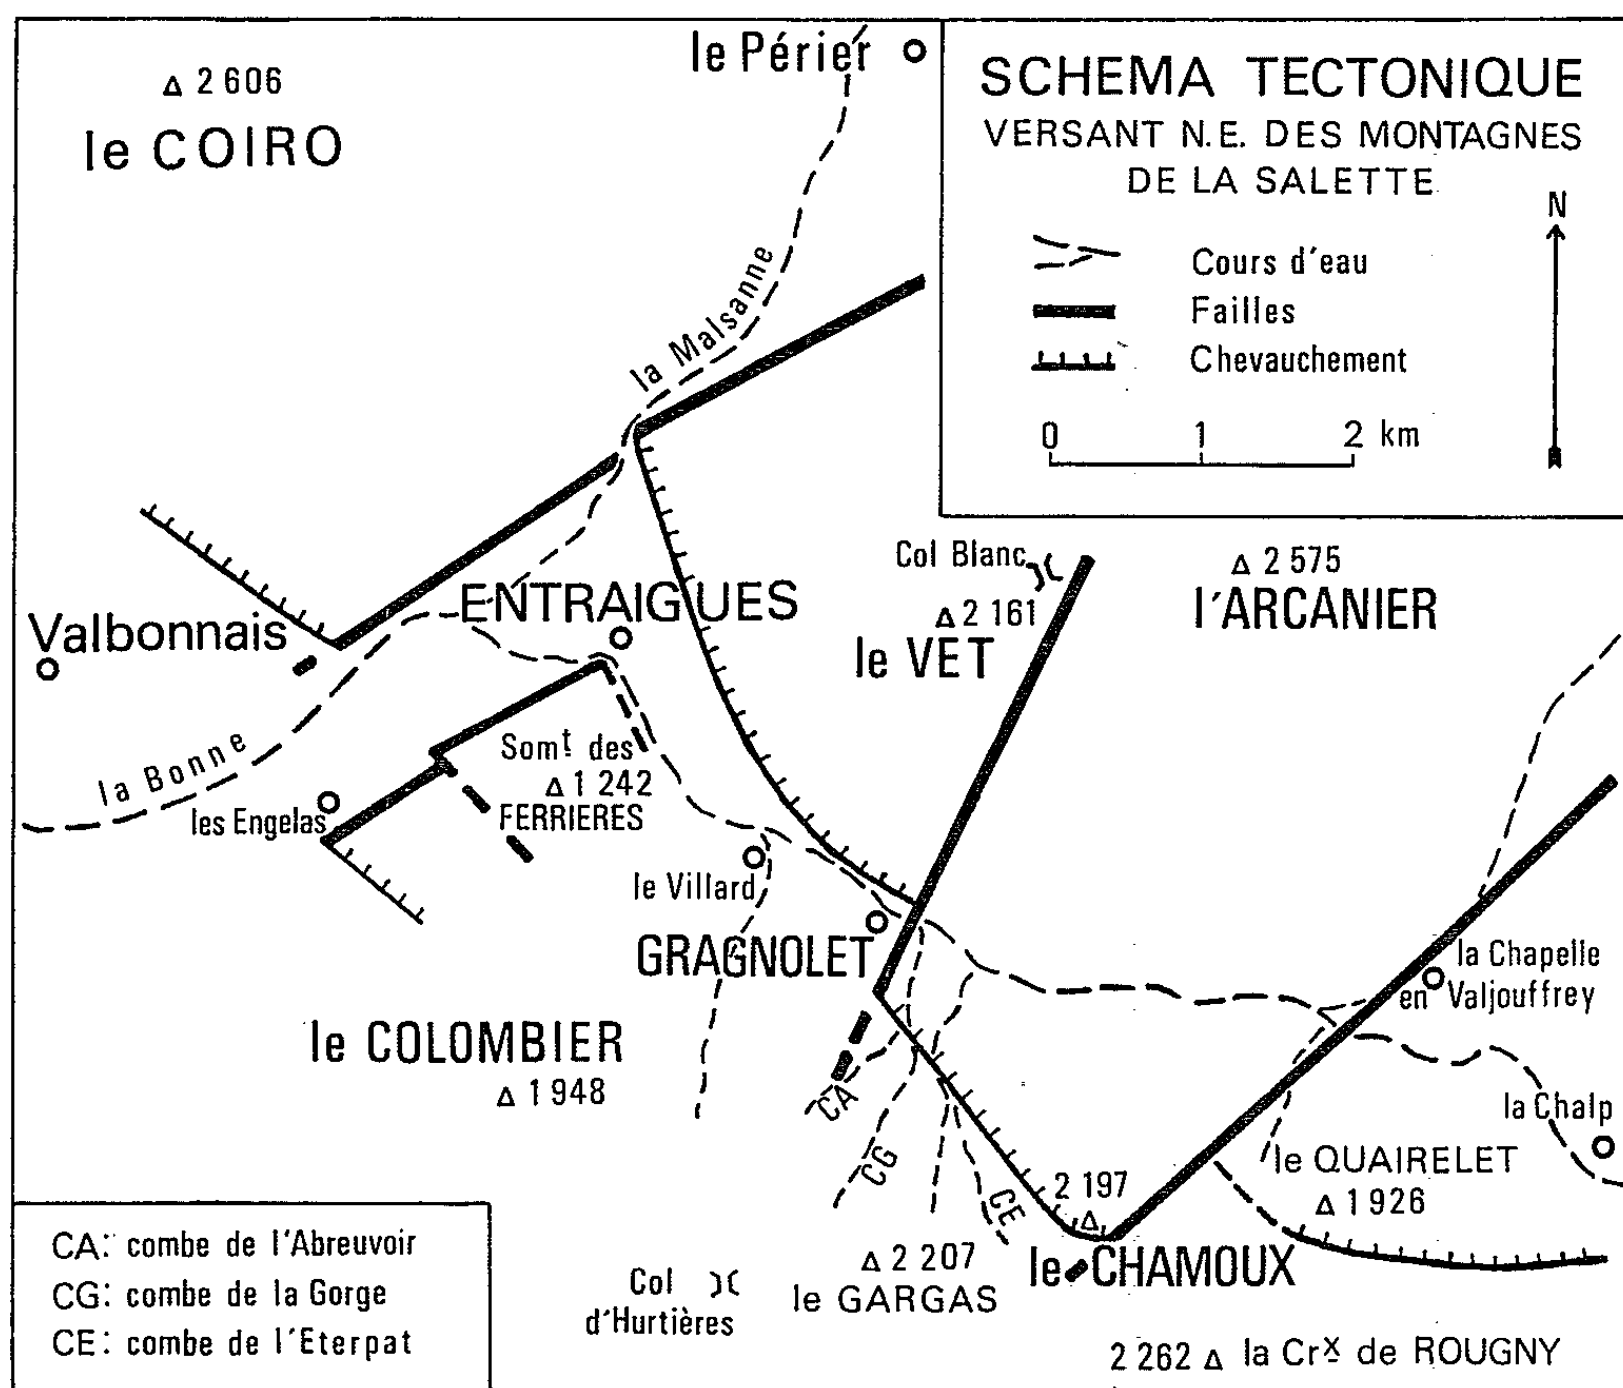 le Périer
Δ 2 606
le COIRO
SCHEMA TECTONIQUE
VERSANT N.E. DES MONTAGNES
DE LA SALETTE
N
Cours d'eau
Failles
Chevauchement
0 1 2 km
la Malsanne
Col Blanc
Δ 2 161
le VET
Δ 2 575
l'ARCANIER
ENTRAIGUES
Valbonnais
la Bonne
Somt des
Δ 1 242
FERRIERES
les Engelas
le Villard
GRAGNOLET
la Chapelle
en Valjouffrey
le COLOMBIER
Δ 1 948
CA
CG
CE
la Chalp
le QUAIRELET
Δ 1 926
2 197
Δ
le CHAMOUX
Δ 2 207
le GARGAS
Col
d'Hurtières
2 262 Δ la Crx de ROUGNY
CA: combe de l'Abreuvoir
CG: combe de la Gorge
CE: combe de l'Eterpat